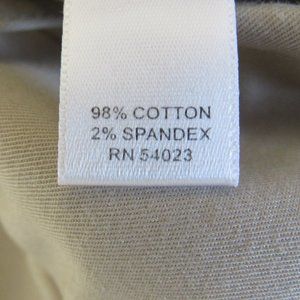 98% COTTON
2% SPANDEX
RN 54023